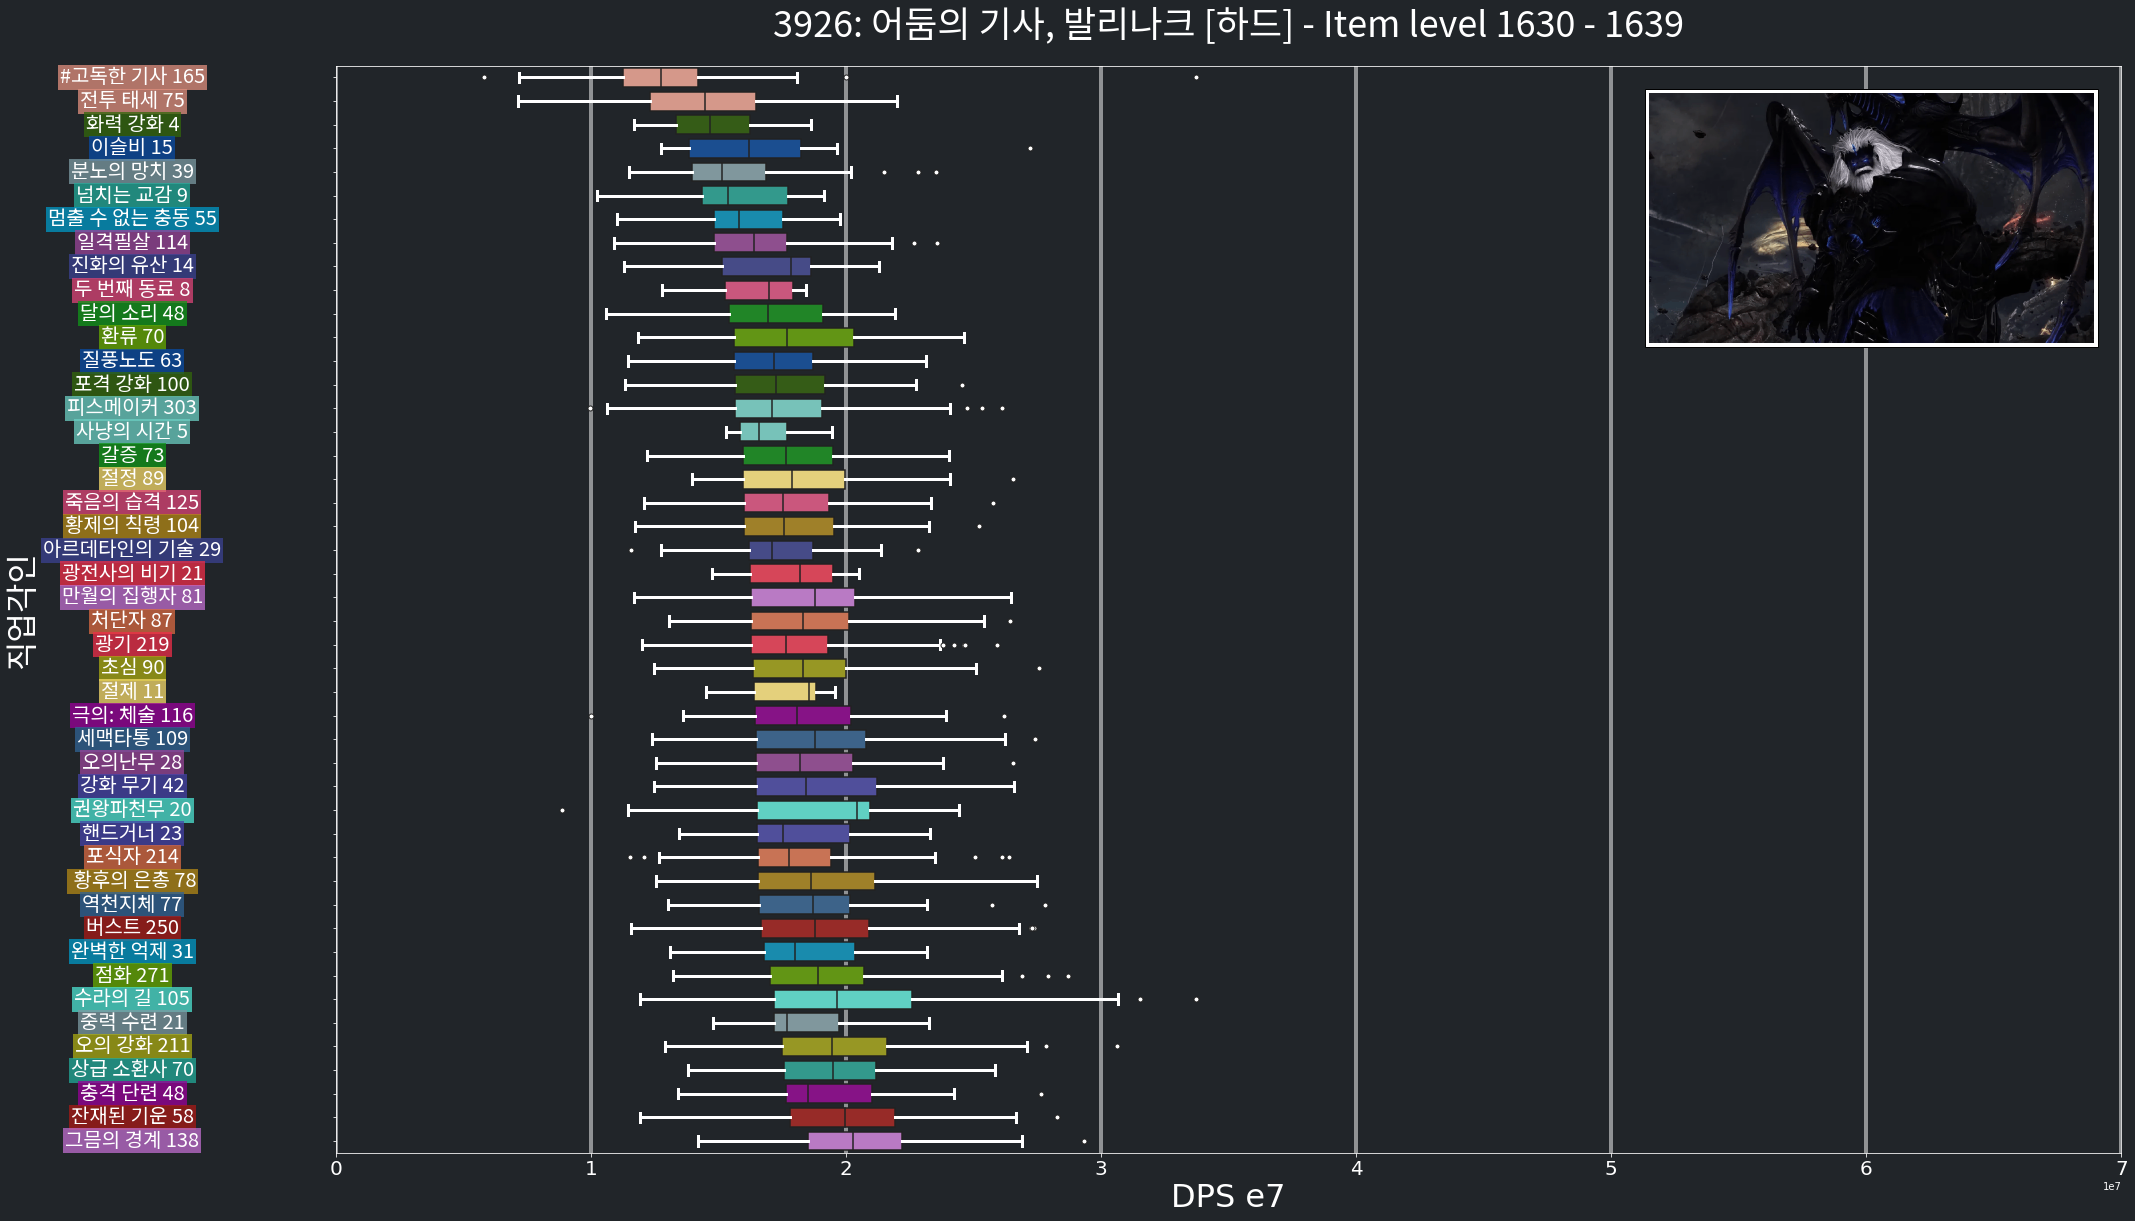 3926: 어둠의 기사, 발리나크 [하드] - Item level 1630 - 1639
#고독한 기사 165
전투 태세 75
화력 강화 4
이슬비 15
분노의 망치 39
넘치는 교감 9
멈출 수 없는 충동 55
일격필살 114
진화의 유산 14
두 번째 동료 8
달의 소리 48
환류 70
질풍노도 63
포격 강화 100
피스메이커 303
사냥의 시간 5
갈증 73
절정 89
죽음의 습격 125
황제의 칙령 104
아르데타인의 기술 29
광전사의 비기 21
만월의 집행자 81
처단자 87
광기 219
초심 90
절제 11
극의: 체술 116
세맥타통 109
오의난무 28
강화 무기 42
권왕파천무 20
핸드거너 23
포식자 214
황후의 은총 78
역천지체 77
버스트 250
완벽한 억제 31
점화 271
수라의 길 105
중력 수련 21
오의 강화 211
상급 소환사 70
충격 단련 48
잔재된 기운 58
그믐의 경계 138
직업각인
0 1 2 3 4 5 6 7
1e7
DPS e7